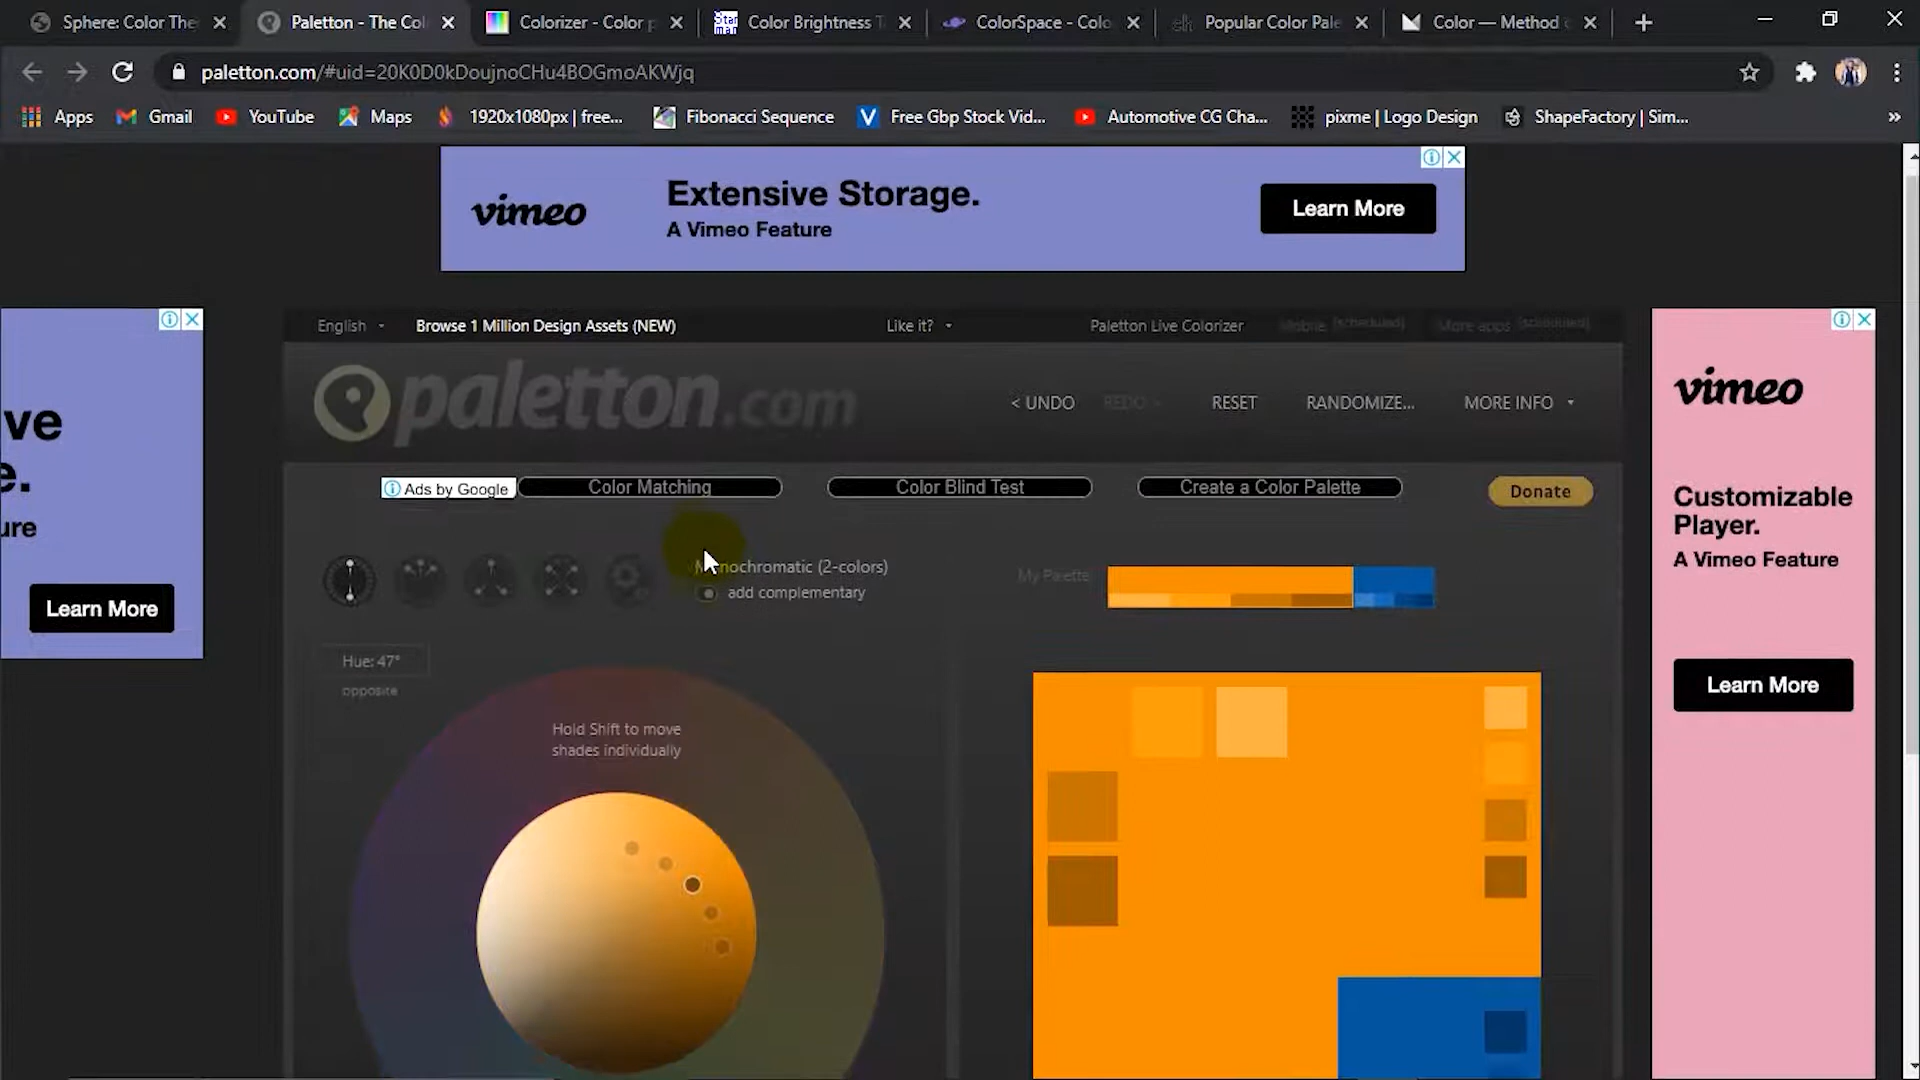 Sphere: Color The
Paletton - The Col
Colorizer - Color p
Color Brightness T
ColorSpace - Colo
Popular Color Pale
Color — Method o
paletton.com/#uid=20K0D0kDoujnoCHu4BOGmoAKWjq
Apps
Gmail
YouTube
Maps
1920x1080px | free...
Fibonacci Sequence
Free Gbp Stock Vid...
Automotive CG Cha...
pixme | Logo Design
ShapeFactory | Sim...
»
vimeo
Extensive Storage.
A Vimeo Feature
Learn More
ve
e.
ure
Learn More
English
Browse 1 Million Design Assets (NEW)
Like it?
Paletton Live Colorizer
Mobile (scheduled)
More apps (scheduled)
paletton.com
< UNDO
REDO
RESET
RANDOMIZE...
MORE INFO
Ads by Google
Color Matching
Color Blind Test
Create a Color Palette
Donate
(2-colors)
add complementary
My Palette
Hue: 47°
opposite
Hold Shift to move
shades individually
vimeo
Customizable
Player.
A Vimeo Feature
Learn More